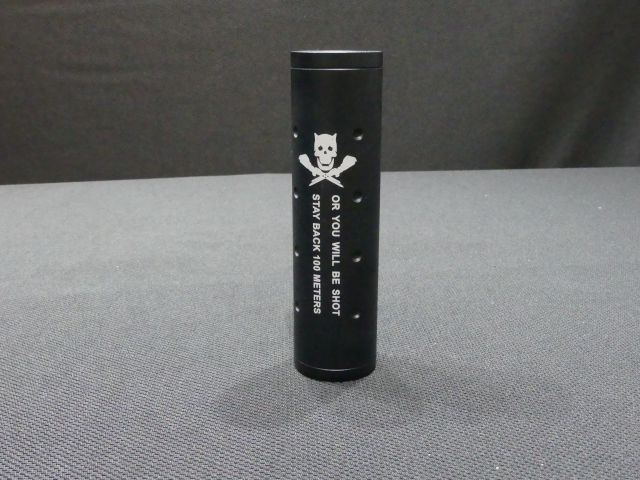 STAY BACK 100 METERS
OR YOU WILL BE SHOT